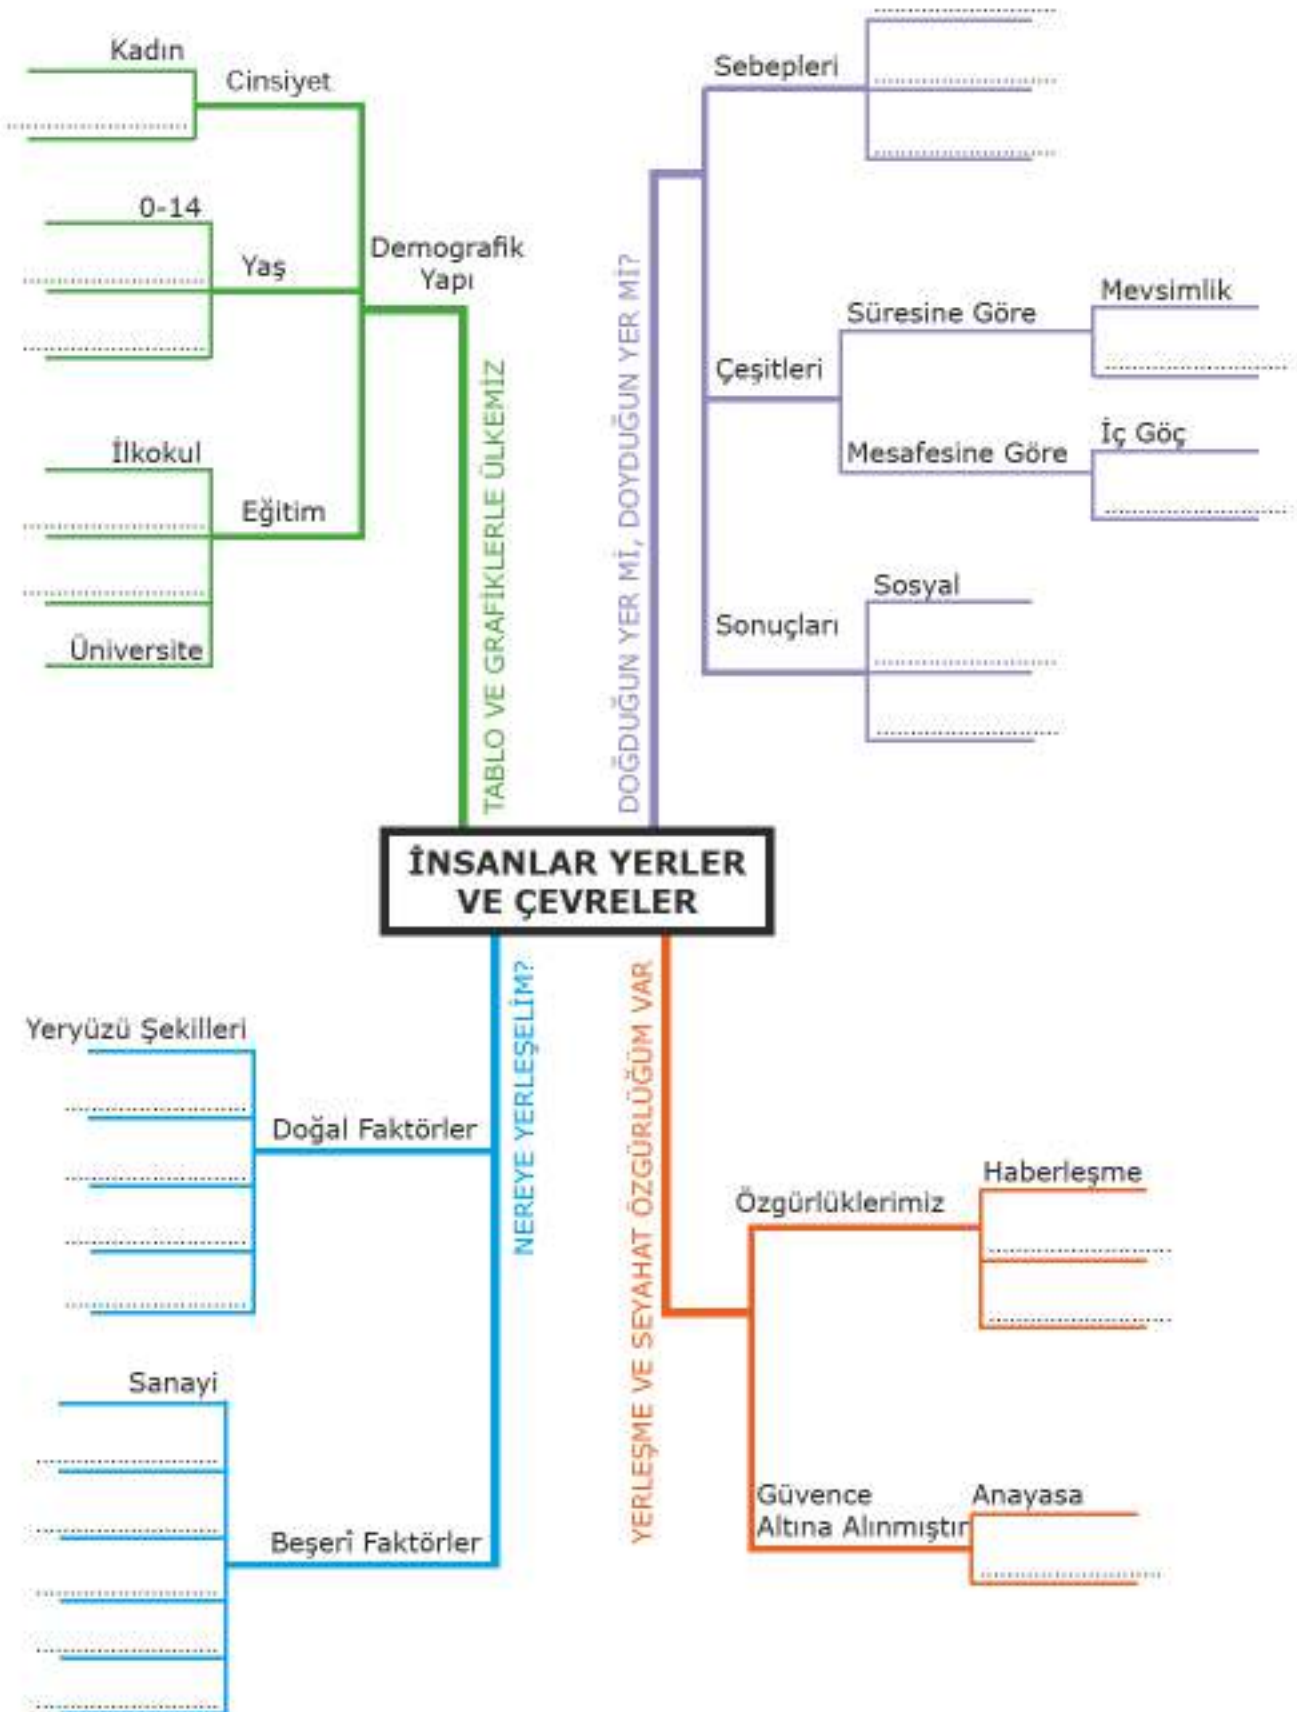 Kadın
Cinsiyet
0-14
Yaş
Demografik
Yapı
İlkokul
Eğitim
Üniversite
TABLO VE GRAFİKLERLE ÜLKEMİZ
Sebepleri
DOĞDUĞUN YER Mİ, DOYDUĞUN YER Mİ?
Çeşitleri
Süresine Göre
Mevsimlik
Mesafesine Göre
İç Göç
Sonuçları
Sosyal
İNSANLAR YERLER
VE ÇEVRELER
Yeryüzü Şekilleri
Doğal Faktörler
NEREYE YERLEŞELİM?
Sanayi
Beşerî Faktörler
YERLEŞME VE SEYAHAT ÖZGÜRLÜĞÜM VAR
Özgürlüklerimiz
Haberleşme
Güvence
Altına Alınmıştır
Anayasa